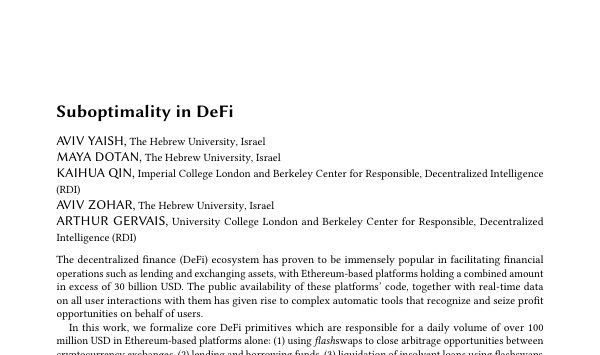 Suboptimality in DeFi
AVIV YAISH, The Hebrew University, Israel
MAYA DOTAN, The Hebrew University, Israel
KAIHUA QIN, Imperial College London and Berkeley Center for Responsible, Decentralized Intelligence
(RDI)
AVIV ZOHAR, The Hebrew University, Israel
ARTHUR GERVAIS, University College London and Berkeley Center for Responsible, Decentralized
Intelligence (RDI)
The decentralized finance (DeFi) ecosystem has proven to be immensely popular in facilitating financial
operations such as lending and exchanging assets, with Ethereum-based platforms holding a combined amount
in excess of 30 billion USD. The public availability of these platforms' code, together with real-time data
on all user interactions with them has given rise to complex automatic tools that recognize and seize profit
opportunities on behalf of users.
In this work, we formalize core DeFi primitives which are responsible for a daily volume of over 100
million USD in Ethereum-based platforms alone: (1) using flashswaps to close arbitrage opportunities between
cryptocurrency exchanges, (2) lending and borrowing funds, (3) liquidation of insolvent loans using flashswaps